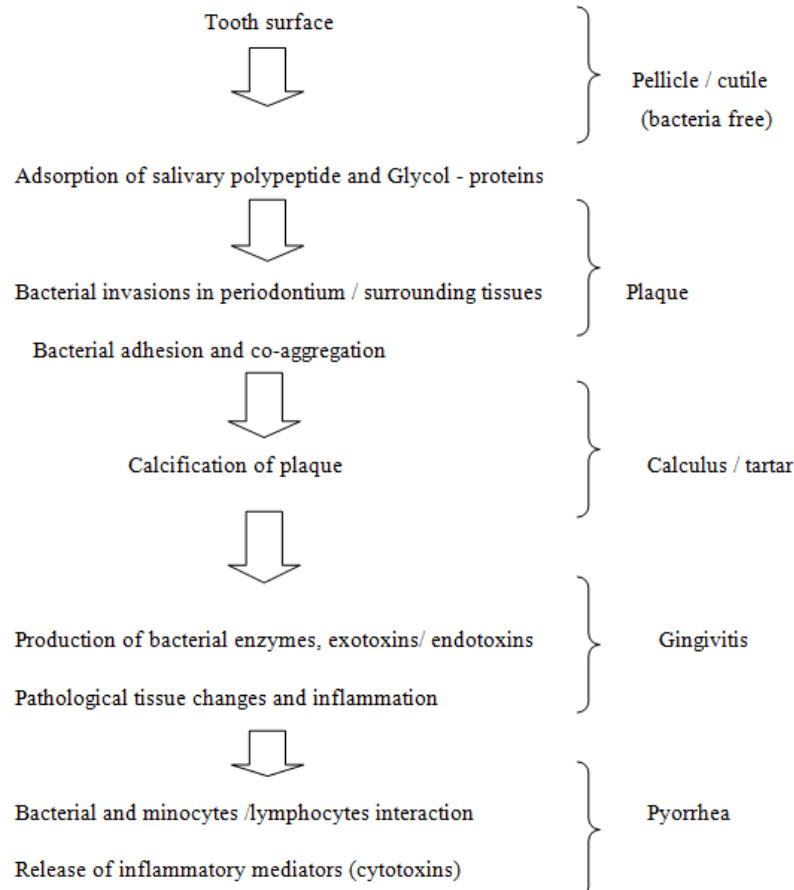 Tooth surface
Pellicle / cutile
(bacteria free)
Adsorption of salivary polypeptide and Glycol - proteins
Bacterial invasions in periodontium / surrounding tissues
Plaque
Bacterial adhesion and co-aggregation
Calcification of plaque
Calculus / tartar
Production of bacterial enzymes, exotoxins/ endotoxins
Gingivitis
Pathological tissue changes and inflammation
Bacterial and minocytes /lymphocytes interaction
Pyorrhea
Release of inflammatory mediators (cytotoxins)